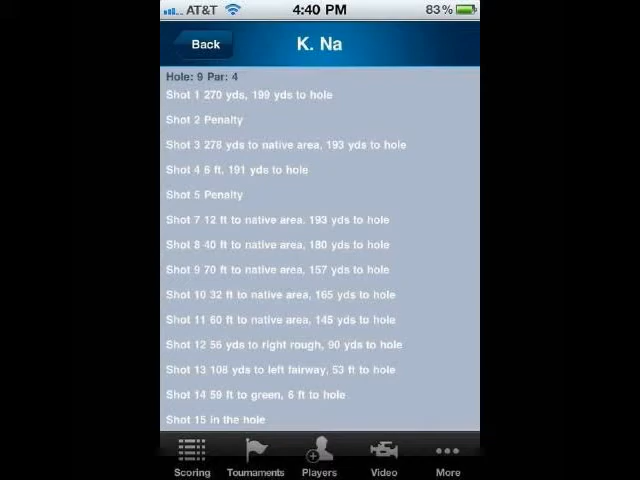 AT&T 4:40 PM 83%
Back K. Na
Hole: 9 Par: 4
Shot 1 270 yds, 199 yds to hole
Shot 2 Penalty
Shot 3 278 yds to native area, 193 yds to hole
Shot 4 6 ft, 191 yds to hole
Shot 5 Penalty
Shot 7 12 ft to native area, 193 yds to hole
Shot 8 40 ft to native area, 180 yds to hole
Shot 9 70 ft to native area, 157 yds to hole
Shot 10 32 ft to native area, 165 yds to hole
Shot 11 60 ft to native area, 145 yds to hole
Shot 12 56 yds to right rough, 90 yds to hole
Shot 13 108 yds to left fairway, 53 ft to hole
Shot 14 59 ft to green, 6 ft to hole
Shot 15 in the hole
Scoring Tournaments Players Video More